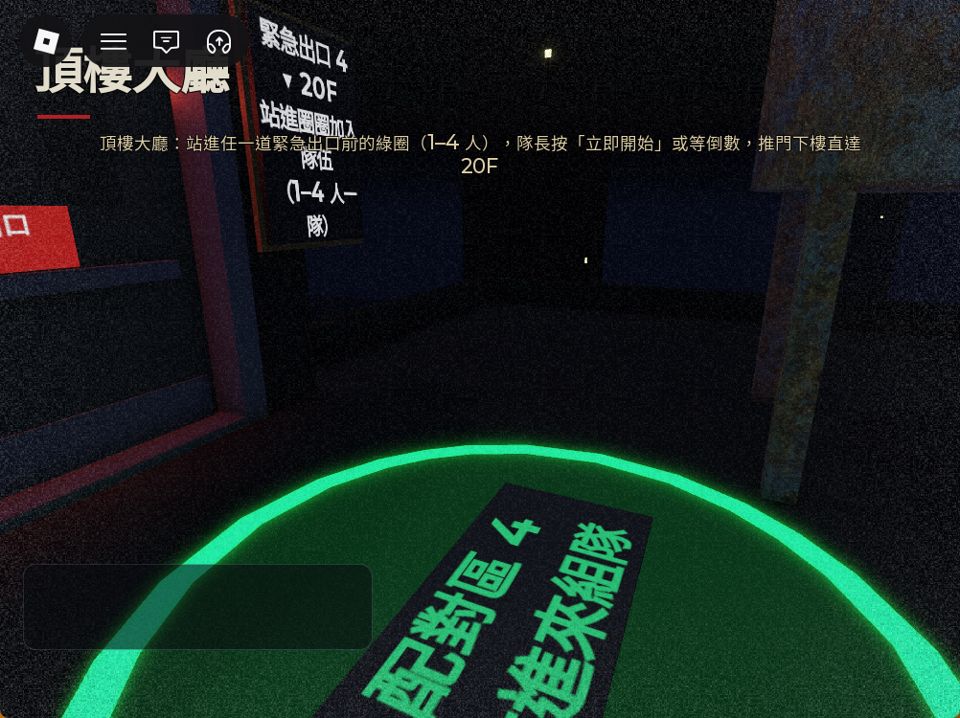 頂樓大廳
緊急出口 4
▼ 20F
站進圈圈加入
隊伍
(1–4 人一
隊)
頂樓大廳：站進任一道緊急出口前的綠圈（1–4 人），隊長按「立即開始」或等倒數，推門下樓直達
20F
口
配對區 4
進來組隊